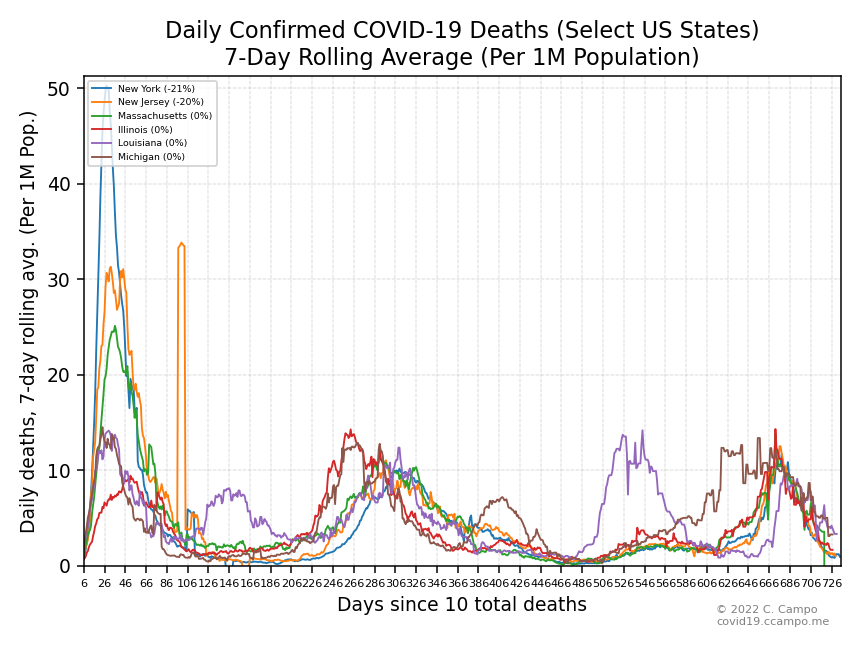 Daily Confirmed COVID-19 Deaths (Select US States)
7-Day Rolling Average (Per 1M Population)
Daily deaths, 7-day rolling avg. (Per 1M Pop.)
50
40
30
20
10
0
New York (-21%)
New Jersey (-20%)
Massachusetts (0%)
Illinois (0%)
Louisiana (0%)
Michigan (0%)
6 26 46 66 86 106 126 146 166 186 206 226 246 266 286 306 326 346 366 386 406 426 446 466 486 506 526 546 566 586 606 626 646 666 686 706 726
Days since 10 total deaths
© 2022 C. Campo
covid19.ccampo.me